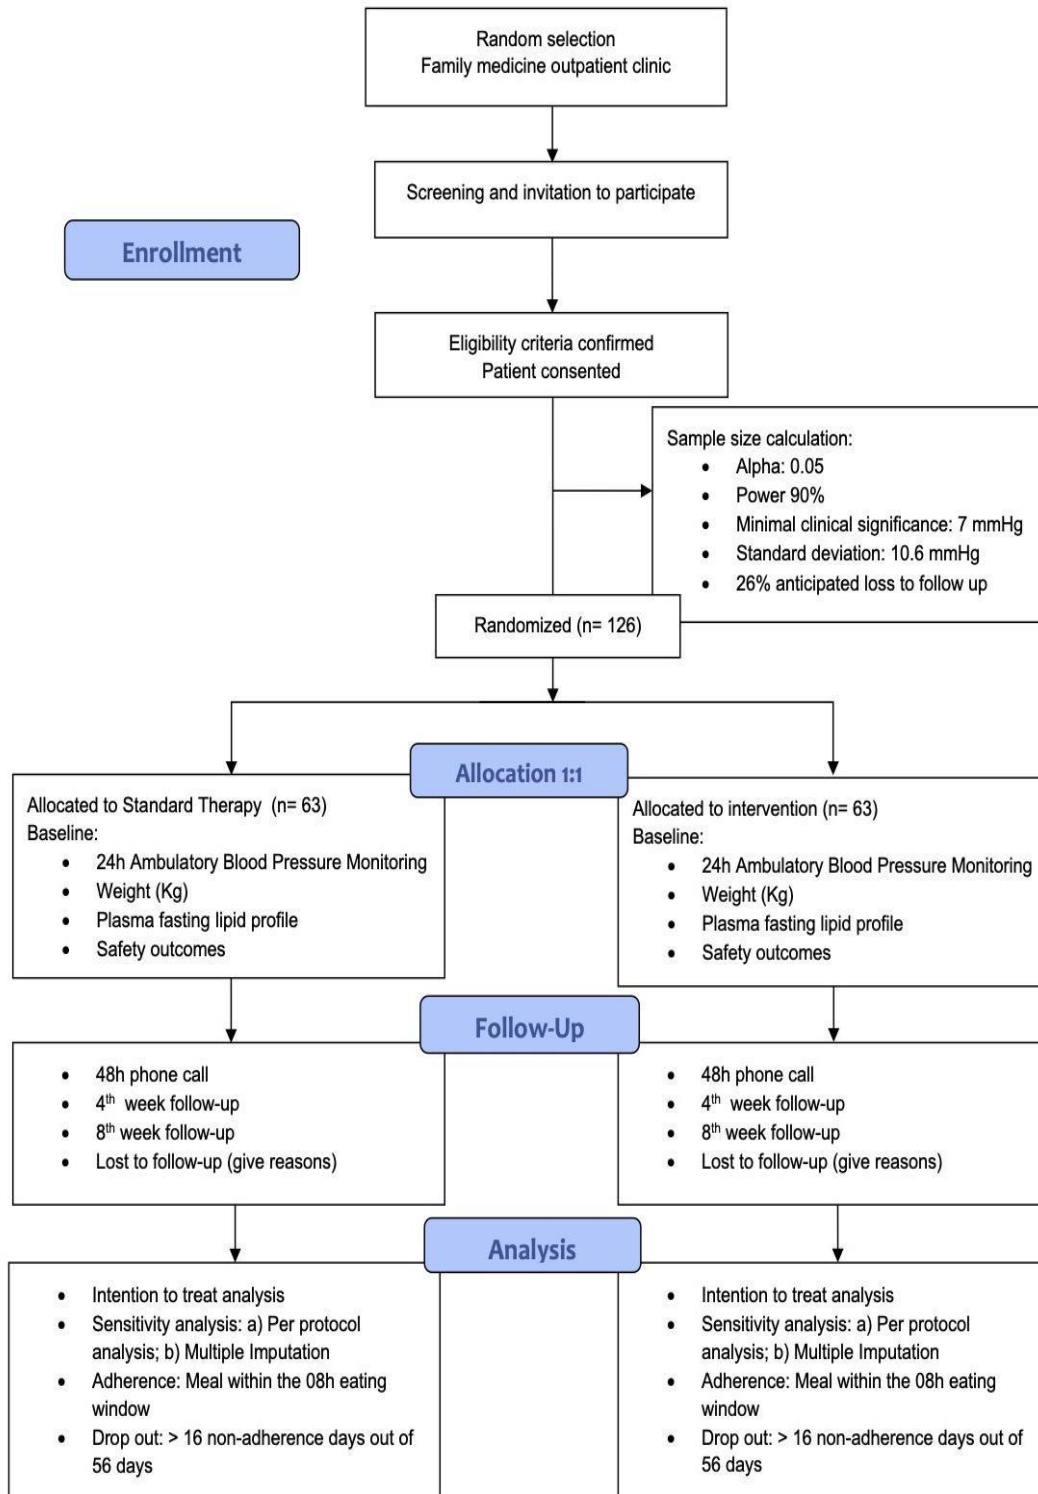 Random selection
Family medicine outpatient clinic
Screening and invitation to participate
Enrollment
Eligibility criteria confirmed
Patient consented
Sample size calculation:
• Alpha: 0.05
• Power 90%
• Minimal clinical significance: 7 mmHg
• Standard deviation: 10.6 mmHg
• 26% anticipated loss to follow up
Randomized (n= 126)
Allocation 1:1
Allocated to Standard Therapy (n= 63)
Baseline:
• 24h Ambulatory Blood Pressure Monitoring
• Weight (Kg)
• Plasma fasting lipid profile
• Safety outcomes
Allocated to intervention (n= 63)
Baseline:
• 24h Ambulatory Blood Pressure Monitoring
• Weight (Kg)
• Plasma fasting lipid profile
• Safety outcomes
Follow-Up
• 48h phone call
• 4th week follow-up
• 8th week follow-up
• Lost to follow-up (give reasons)
• 48h phone call
• 4th week follow-up
• 8th week follow-up
• Lost to follow-up (give reasons)
Analysis
• Intention to treat analysis
• Sensitivity analysis: a) Per protocol
analysis; b) Multiple Imputation
• Adherence: Meal within the 08h eating
window
• Drop out: > 16 non-adherence days out of
56 days
• Intention to treat analysis
• Sensitivity analysis: a) Per protocol
analysis; b) Multiple Imputation
• Adherence: Meal within the 08h eating
window
• Drop out: > 16 non-adherence days out of
56 days